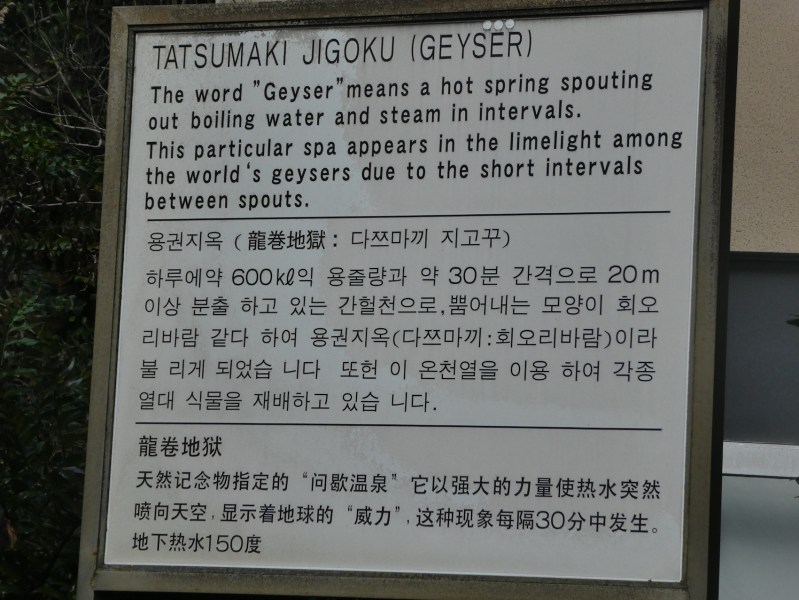 TATSUMAKI JIGOKU (GEYSER)
The word "Geyser"means a hot spring spouting
out boiling water and steam in intervals.
This particular spa appears in the limelight among
the world's geysers due to the short intervals
between spouts.
용권지옥 ( 龍巻地獄 : 다쯔마끼 지고꾸)
하루에약 600㎘익 용줄량과 약 30분 간격으로 20m
이상 분출 하고 있는 간헐천으로,뿜어내는 모양이 회오
리바람 같다 하여 용권지옥(다쯔마끼:회오리바람)이라
불 리게 되었습 니다 또헌 이 온천열을 이용 하여 각종
열대 식물을 재배하고 있습 니다.
龍卷地狱
天然记念物指定的 “问歇温泉” 它以强大的力量使热水突然
喷向天空, 显示着地球的 “威力”, 这种现象每隔30分中发生。
地下热水150度